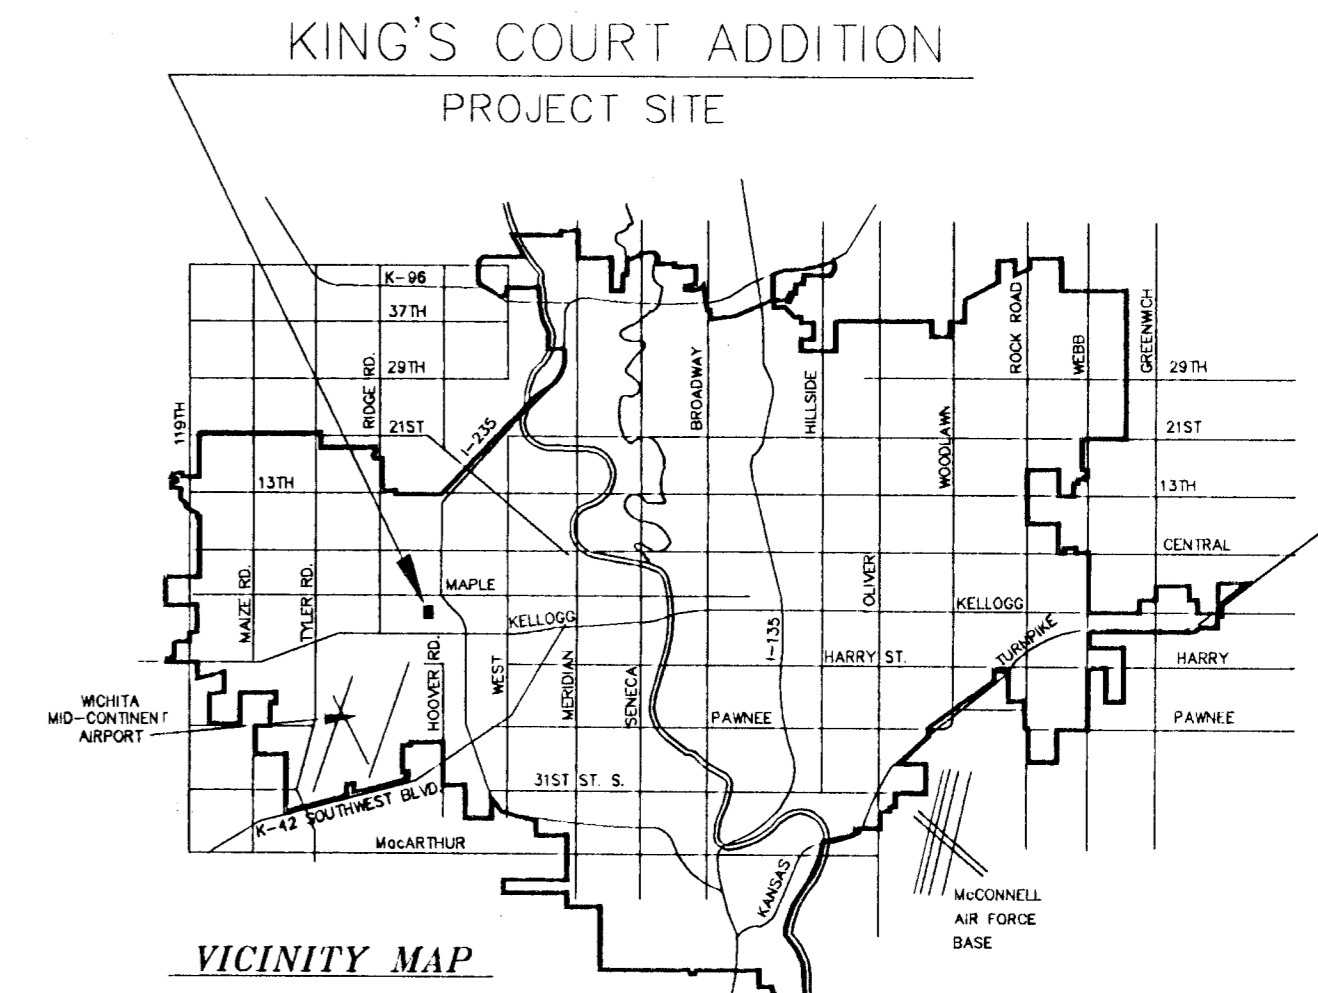 KING'S COURT ADDITION
PROJECT SITE
K-96
37TH
29TH
21ST
13TH
119TH
RIDGE RD.
I-235
BROADWAY
HILLSIDE
WOODLAWN
ROCK ROAD
WEBB
GREENWICH
29TH
21ST
13TH
CENTRAL
MAIZE RD.
TYLER RD.
MAPLE
KELLOGG
OLIVER
KELLOGG
TURNPIKE
HOOVER RD.
WEST
MERIDIAN
SENECA
I-135
HARRY ST.
HARRY
PAWNEE
PAWNEE
WICHITA
MID-CONTINENT
AIRPORT
31ST ST. S.
K-42 SOUTHWEST BLVD.
MacARTHUR
KANSAS
McCONNELL
AIR FORCE
BASE
VICINITY MAP